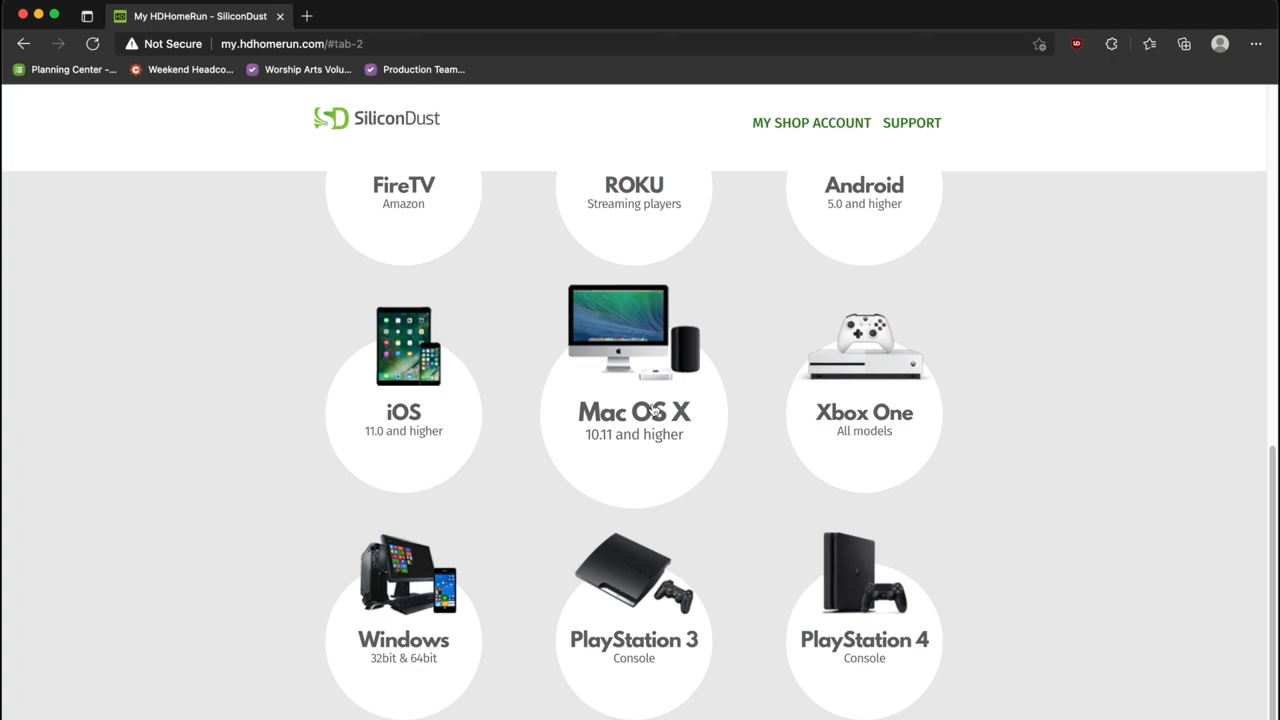 My HDHomeRun - SiliconDust
Not Secure
my.hdhomerun.com/#tab-2
Planning Center -...
Weekend Headco...
Worship Arts Volu...
Production Team...
SiliconDust
MY SHOP ACCOUNT
SUPPORT
FireTV
Amazon
ROKU
Streaming players
Android
5.0 and higher
iOS
11.0 and higher
Mac OS X
10.11 and higher
Xbox One
All models
Windows
32bit & 64bit
PlayStation 3
Console
PlayStation 4
Console